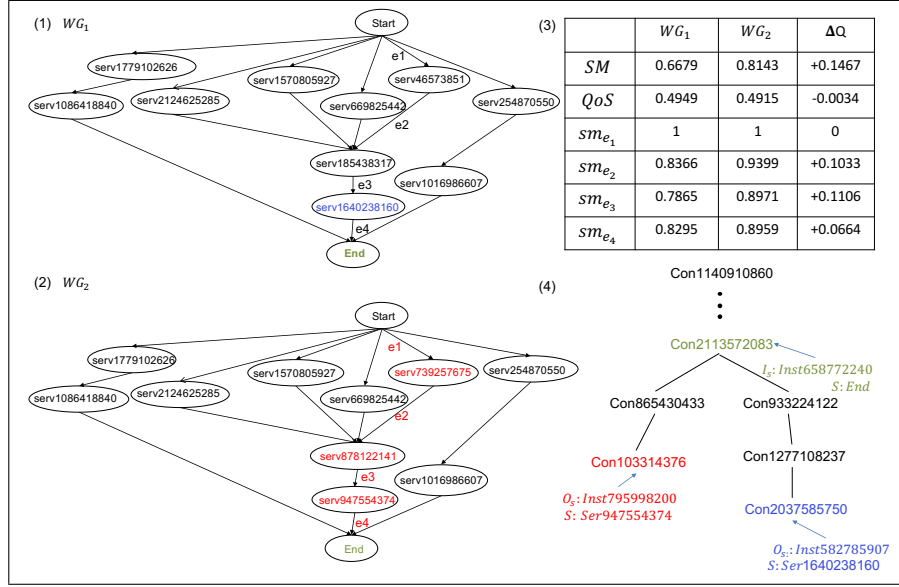 (1) WG₁
Start
e1
serv1779102626
serv1570805927
serv46573851
serv1086418840
serv2124625285
serv669825442
serv254870550
e2
serv185438317
e3
serv1016986607
serv1640238160
e4
End
(2) WG₂
Start
e1
serv1779102626
serv1570805927
serv739257675
serv254870550
serv1086418840
serv2124625285
serv669825442
e2
serv878122141
e3
serv1016986607
serv947554374
e4
End
(3)
WG₁ WG₂ ΔQ
SM 0.6679 0.8143 +0.1467
QoS 0.4949 0.4915 -0.0034
smₑ₁ 1 1 0
smₑ₂ 0.8366 0.9399 +0.1033
smₑ₃ 0.7865 0.8971 +0.1106
smₑ₄ 0.8295 0.8959 +0.0664
(4)
Con1140910860
Con2113572083
Iₛ: Inst658772240
S: End
Con865430433
Con933224122
Con103314376
Con1277108237
Oₛ: Inst795998200
S: Ser947554374
Con2037585750
Oₛ: Inst582785907
S: Ser1640238160